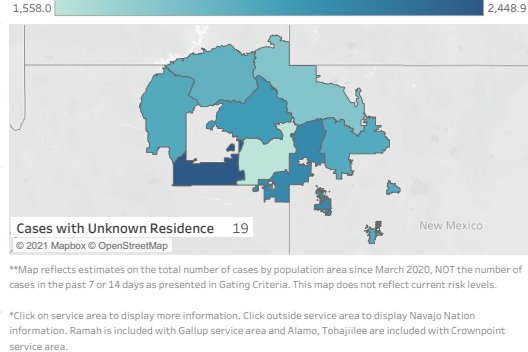 1,558.0 2,448.9
New Mexico
Cases with Unknown Residence 19
© 2021 Mapbox © OpenStreetMap
**Map reflects estimates on the total number of cases by population area since March 2020, NOT the number of
cases in the past 7 or 14 days as presented in Gating Criteria. This map does not reflect current risk levels.
*Click on service area to display more information. Click outside service area to display Navajo Nation
information. Ramah is included with Gallup service area and Alamo, Tohajiilee are included with Crownpoint
service area.